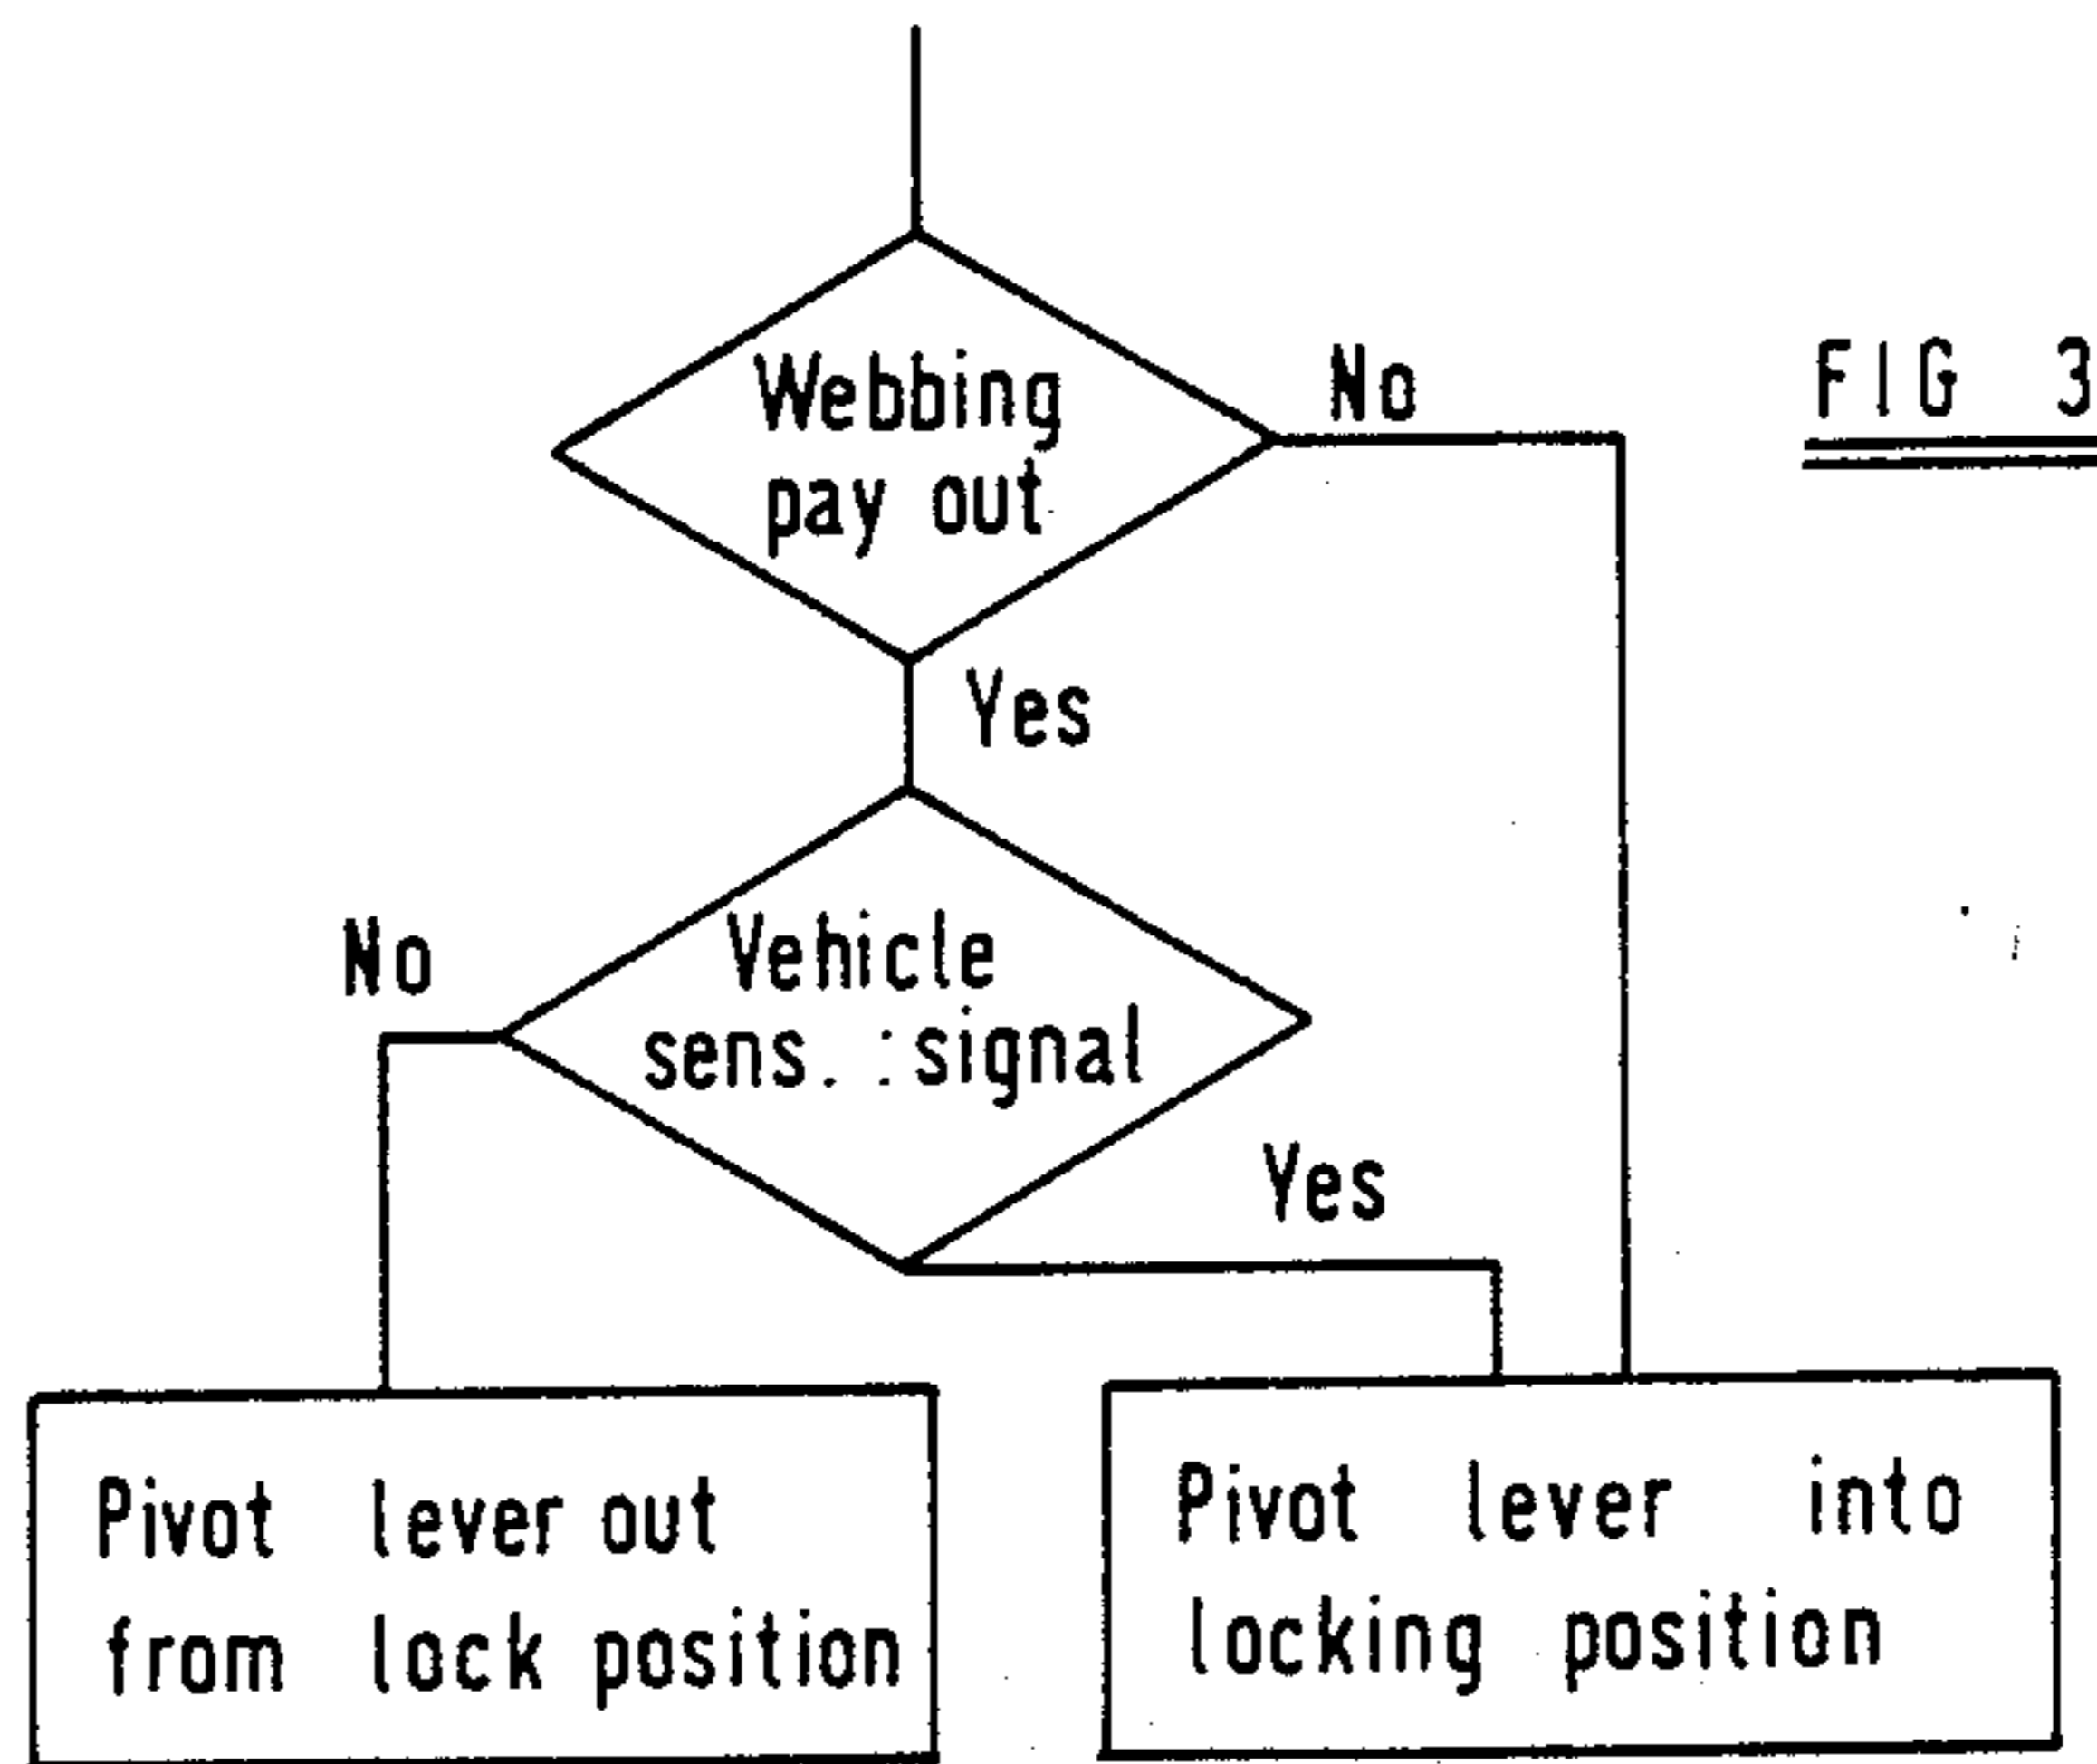 Webbing
pay out
No
FIG 3
Yes
No
Vehicle
sens. :signal
Yes
Pivot lever out
from lock position
Pivot lever into
locking position